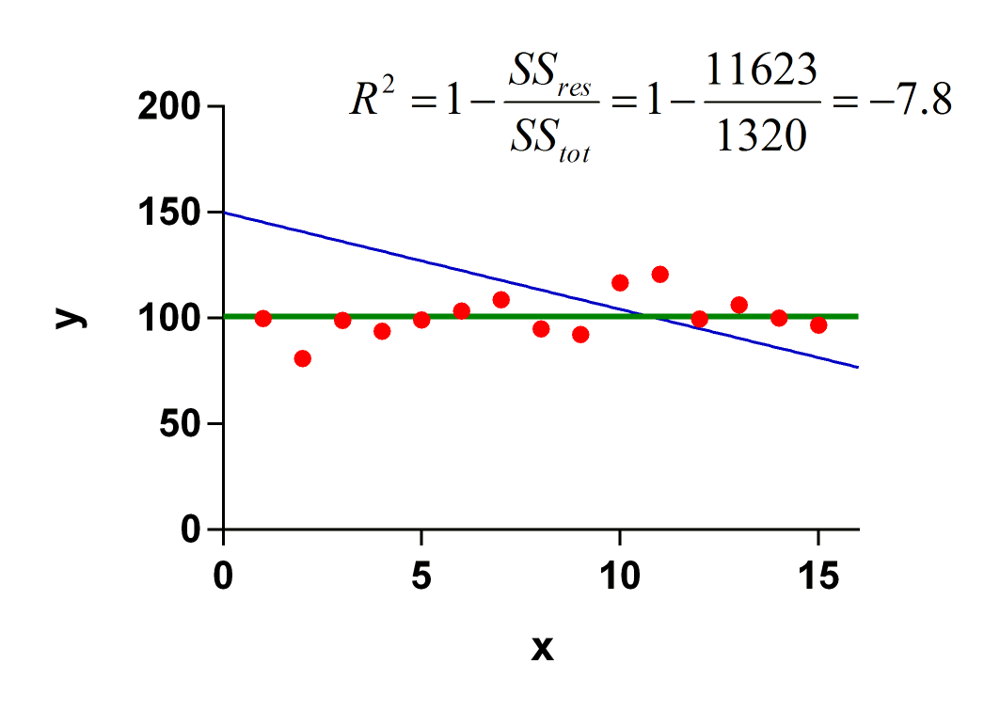 R² = 1 − SS_res / SS_tot = 1 − 11623 / 1320 = −7.8
200
150
100
50
0
y
0 5 10 15
x